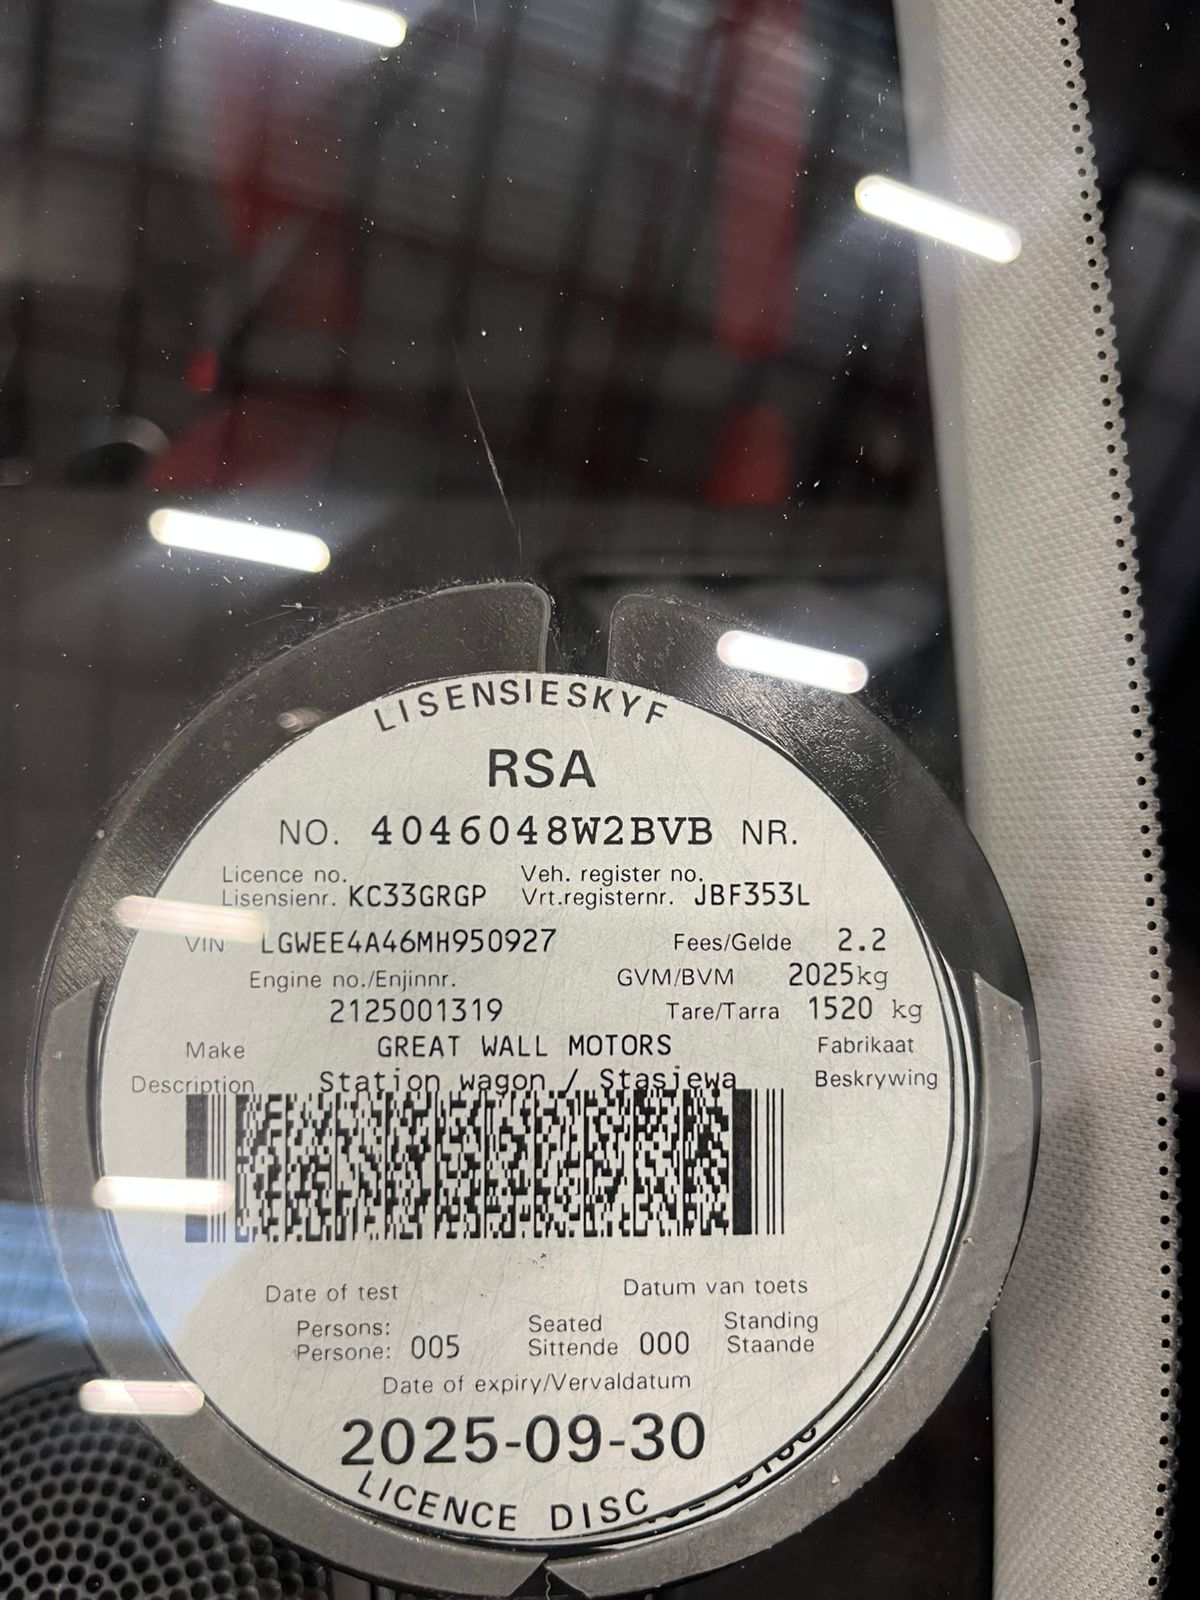 LISENSIESKYF
RSA
NO. 4046048W2BVB NR.
Licence no. Veh. register no.
Lisensienr. KC33GRGP Vrt.registernr. JBF353L
VIN LGWEE4A46MH950927 Fees/Gelde 2.2
Engine no./Enjinnr. GVM/BVM 2025kg
2125001319 Tare/Tarra 1520 kg
Make GREAT WALL MOTORS Fabrikaat
Description Station wagon / Stasiewa Beskrywing
Date of test Datum van toets
Persons: Seated Standing
Persone: 005 Sittende 000 Staande
Date of expiry/Vervaldatum
2025-09-30
LICENCE DISC